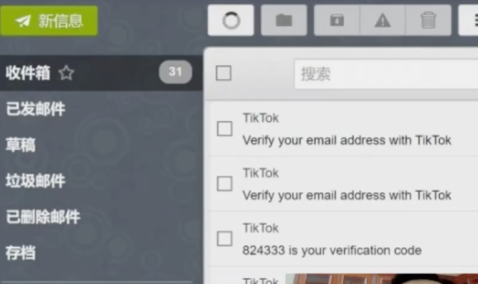 新信息
收件箱
31
已发邮件
草稿
垃圾邮件
已删除邮件
存档
搜索
TikTok
Verify your email address with TikTok
TikTok
Verify your email address with TikTok
TikTok
824333 is your verification code
TikTok